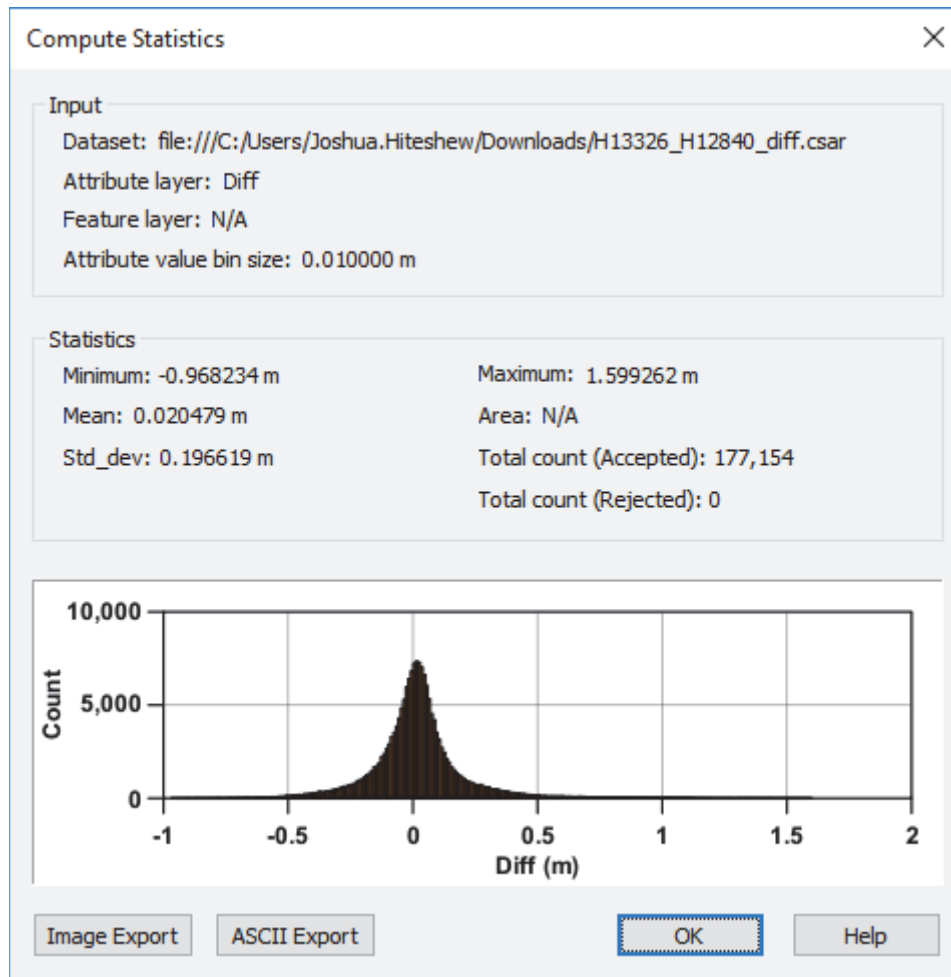 Compute Statistics
Input
Dataset: file:///C:/Users/Joshua.Hiteshew/Downloads/H13326_H12840_diff.csar
Attribute layer: Diff
Feature layer: N/A
Attribute value bin size: 0.010000 m
Statistics
Minimum: -0.968234 m
Maximum: 1.599262 m
Mean: 0.020479 m
Area: N/A
Std_dev: 0.196619 m
Total count (Accepted): 177,154
Total count (Rejected): 0
10,000
5,000
0
Count
-1 -0.5 0 0.5 1 1.5 2
Diff (m)
Image Export
ASCII Export
OK
Help